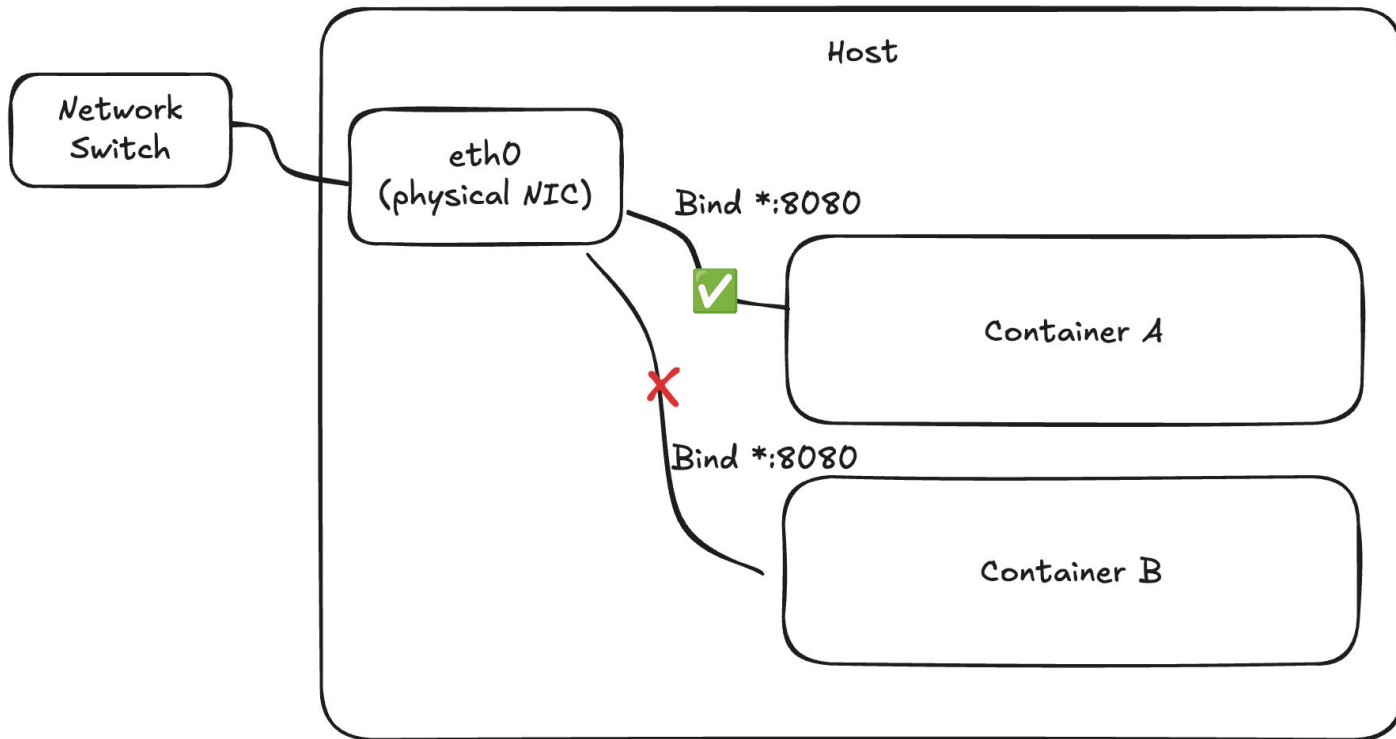 Host
Network
Switch
eth0
(physical NIC)
Bind *:8080
Container A
Bind *:8080
Container B